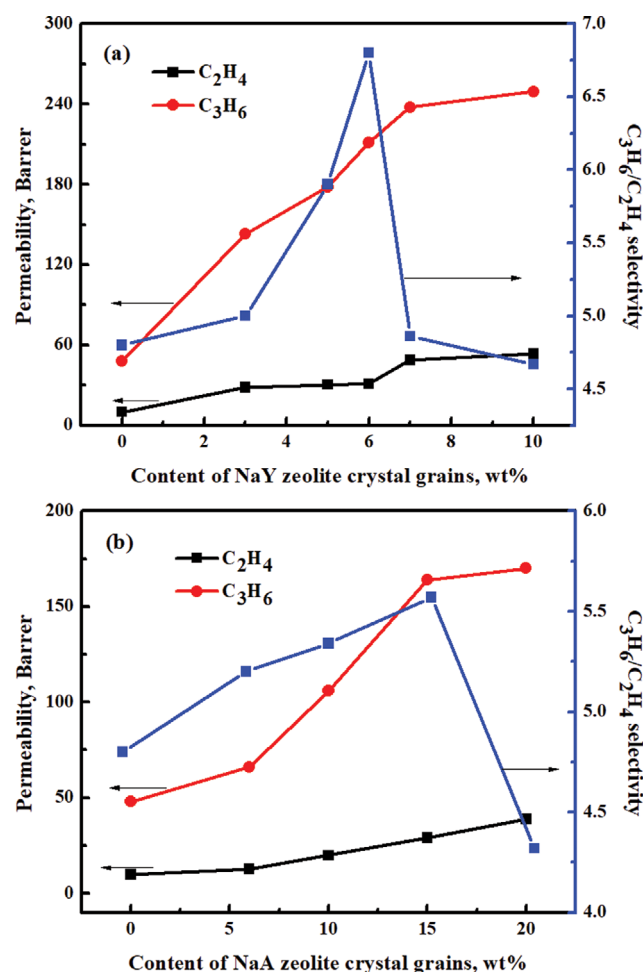 (a)
C2H4
C3H6
300
240
180
120
60
0
Permeability, Barrer
7.0
6.5
6.0
5.5
5.0
4.5
C3H6/C2H4 selectivity
0 2 4 6 8 10
Content of NaY zeolite crystal grains, wt%
(b)
C2H4
C3H6
200
150
100
50
0
Permeability, Barrer
6.0
5.5
5.0
4.5
4.0
C3H6/C2H4 selectivity
0 5 10 15 20
Content of NaA zeolite crystal grains, wt%